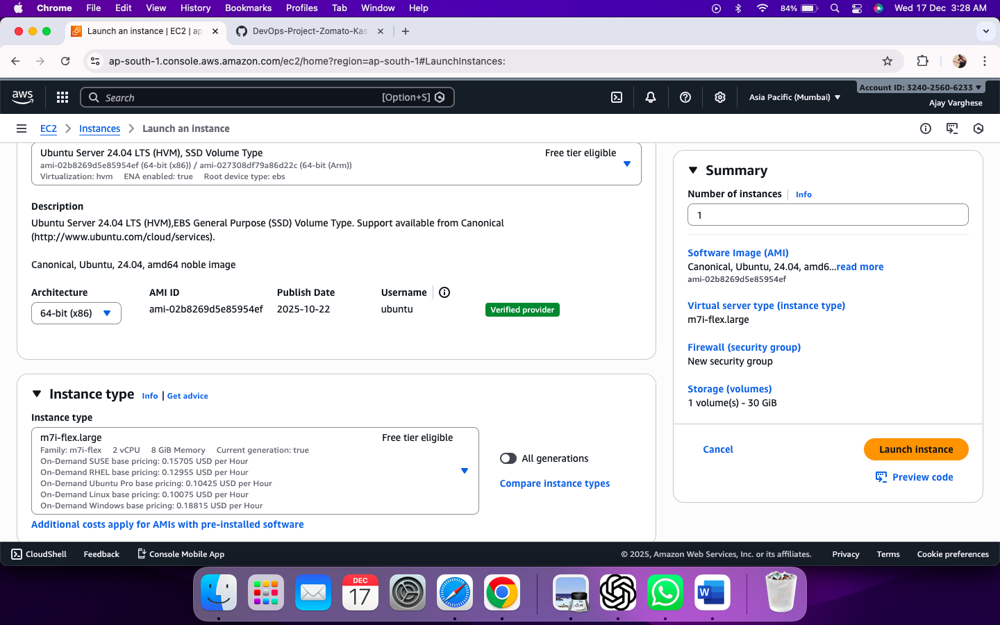 Chrome File Edit View History Bookmarks Profiles Tab Window Help 84% Wed 17 Dec 3:28 AM
Launch an instance | EC2 | ap DevOps-Project-Zomato-Kas
ap-south-1.console.aws.amazon.com/ec2/home?region=ap-south-1#LaunchInstances:
aws Search [Option+S] Asia Pacific (Mumbai) Account ID: 3240-2560-6233
Ajay Varghese
EC2 Instances Launch an instance
Ubuntu Server 24.04 LTS (HVM), SSD Volume Type Free tier eligible
ami-02b8269d5e85954ef (64-bit (x86)) / ami-027308df79a86d22c (64-bit (Arm))
Virtualization: hvm ENA enabled: true Root device type: ebs
Description
Ubuntu Server 24.04 LTS (HVM),EBS General Purpose (SSD) Volume Type. Support available from Canonical
(http://www.ubuntu.com/cloud/services).
Canonical, Ubuntu, 24.04, amd64 noble image
Architecture AMI ID Publish Date Username
64-bit (x86) ami-02b8269d5e85954ef 2025-10-22 ubuntu Verified provider
Instance type Info | Get advice
Instance type
m7i-flex.large Free tier eligible
Family: m7i-flex 2 vCPU 8 GiB Memory Current generation: true
On-Demand SUSE base pricing: 0.15705 USD per Hour
On-Demand RHEL base pricing: 0.12955 USD per Hour
On-Demand Ubuntu Pro base pricing: 0.10425 USD per Hour
On-Demand Linux base pricing: 0.10075 USD per Hour
On-Demand Windows base pricing: 0.18815 USD per Hour
All generations
Compare instance types
Additional costs apply for AMIs with pre-installed software
Summary
Number of instances Info
1
Software Image (AMI)
Canonical, Ubuntu, 24.04, amd6...read more
ami-02b8269d5e85954ef
Virtual server type (instance type)
m7i-flex.large
Firewall (security group)
New security group
Storage (volumes)
1 volume(s) - 30 GiB
Cancel Launch instance
Preview code
CloudShell Feedback Console Mobile App © 2025, Amazon Web Services, Inc. or its affiliates. Privacy Terms Cookie preferences
DEC
17
W